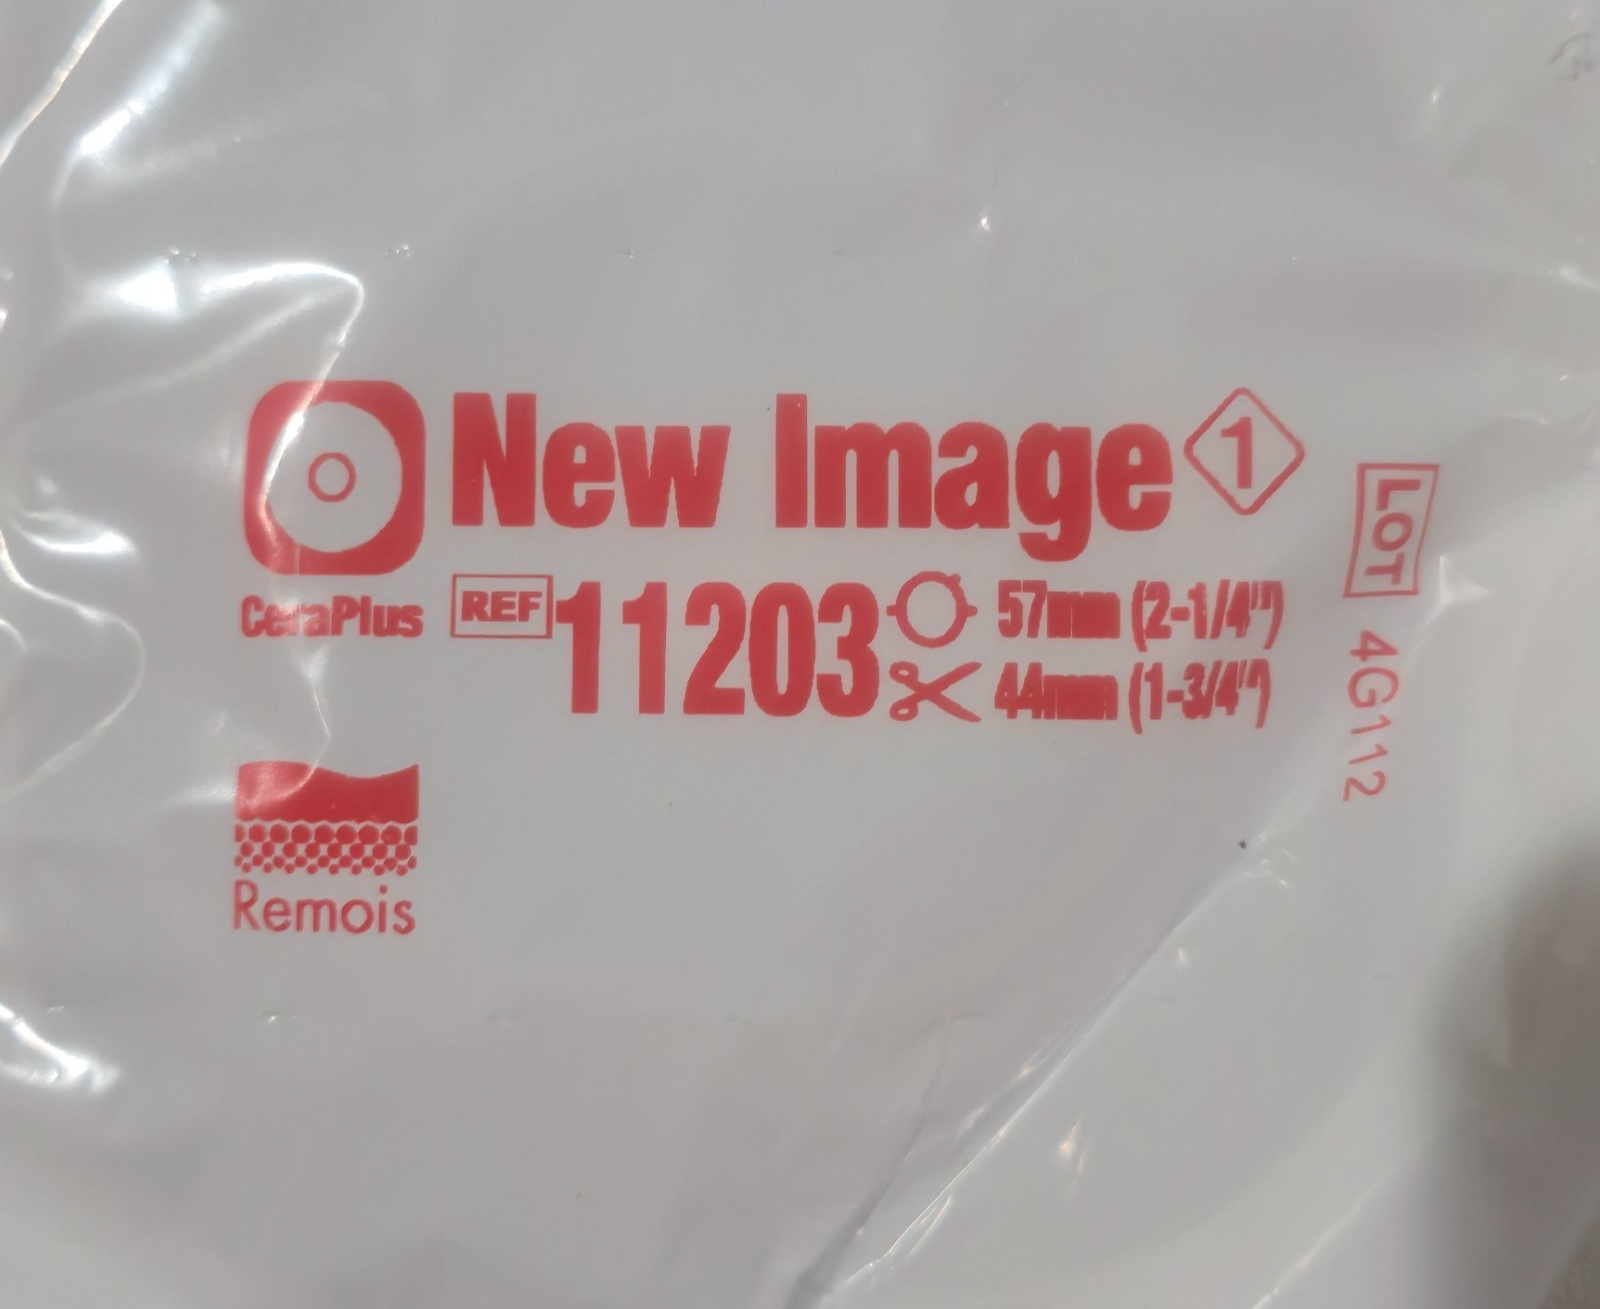 New Image 1
CeraPlus
REF 11203
57mm (2-1/4")
44mm (1-3/4")
LOT 4G112
Remois